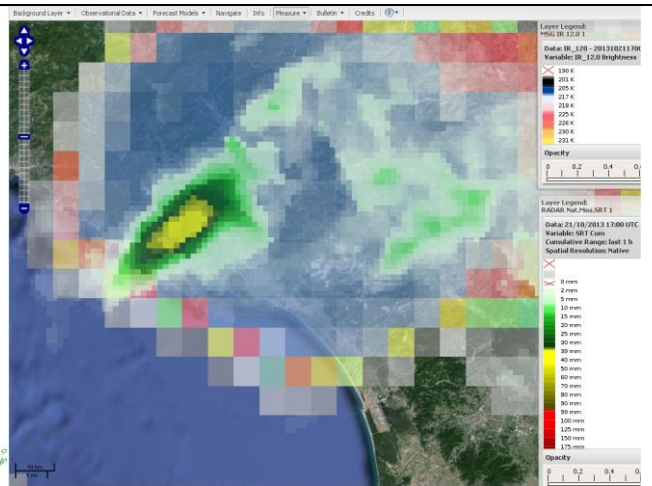 Background Layer Observational Data Forecast Models Navigate Info Measure Bulletin Credits
Layer Legend:
MSG IR 12.0 1
Data: IR_120 - 201310211700
Variable: IR_12.0 Brightness
190 K
201 K
205 K
217 K
218 K
225 K
226 K
230 K
231 K
Opacity
0 0.2 0.4
Layer Legend:
RADAR Nat.Mos.SRT 1
Data: 21/10/2013 17:00 UTC
Variable: SRT Cum
Cumulative Range: last 1 h
Spatial Resolution: Native
0 mm
2 mm
5 mm
10 mm
15 mm
20 mm
25 mm
30 mm
39 mm
40 mm
50 mm
60 mm
70 mm
80 mm
90 mm
99 mm
100 mm
125 mm
150 mm
175 mm
Opacity
0 0.2 0.4
10 km